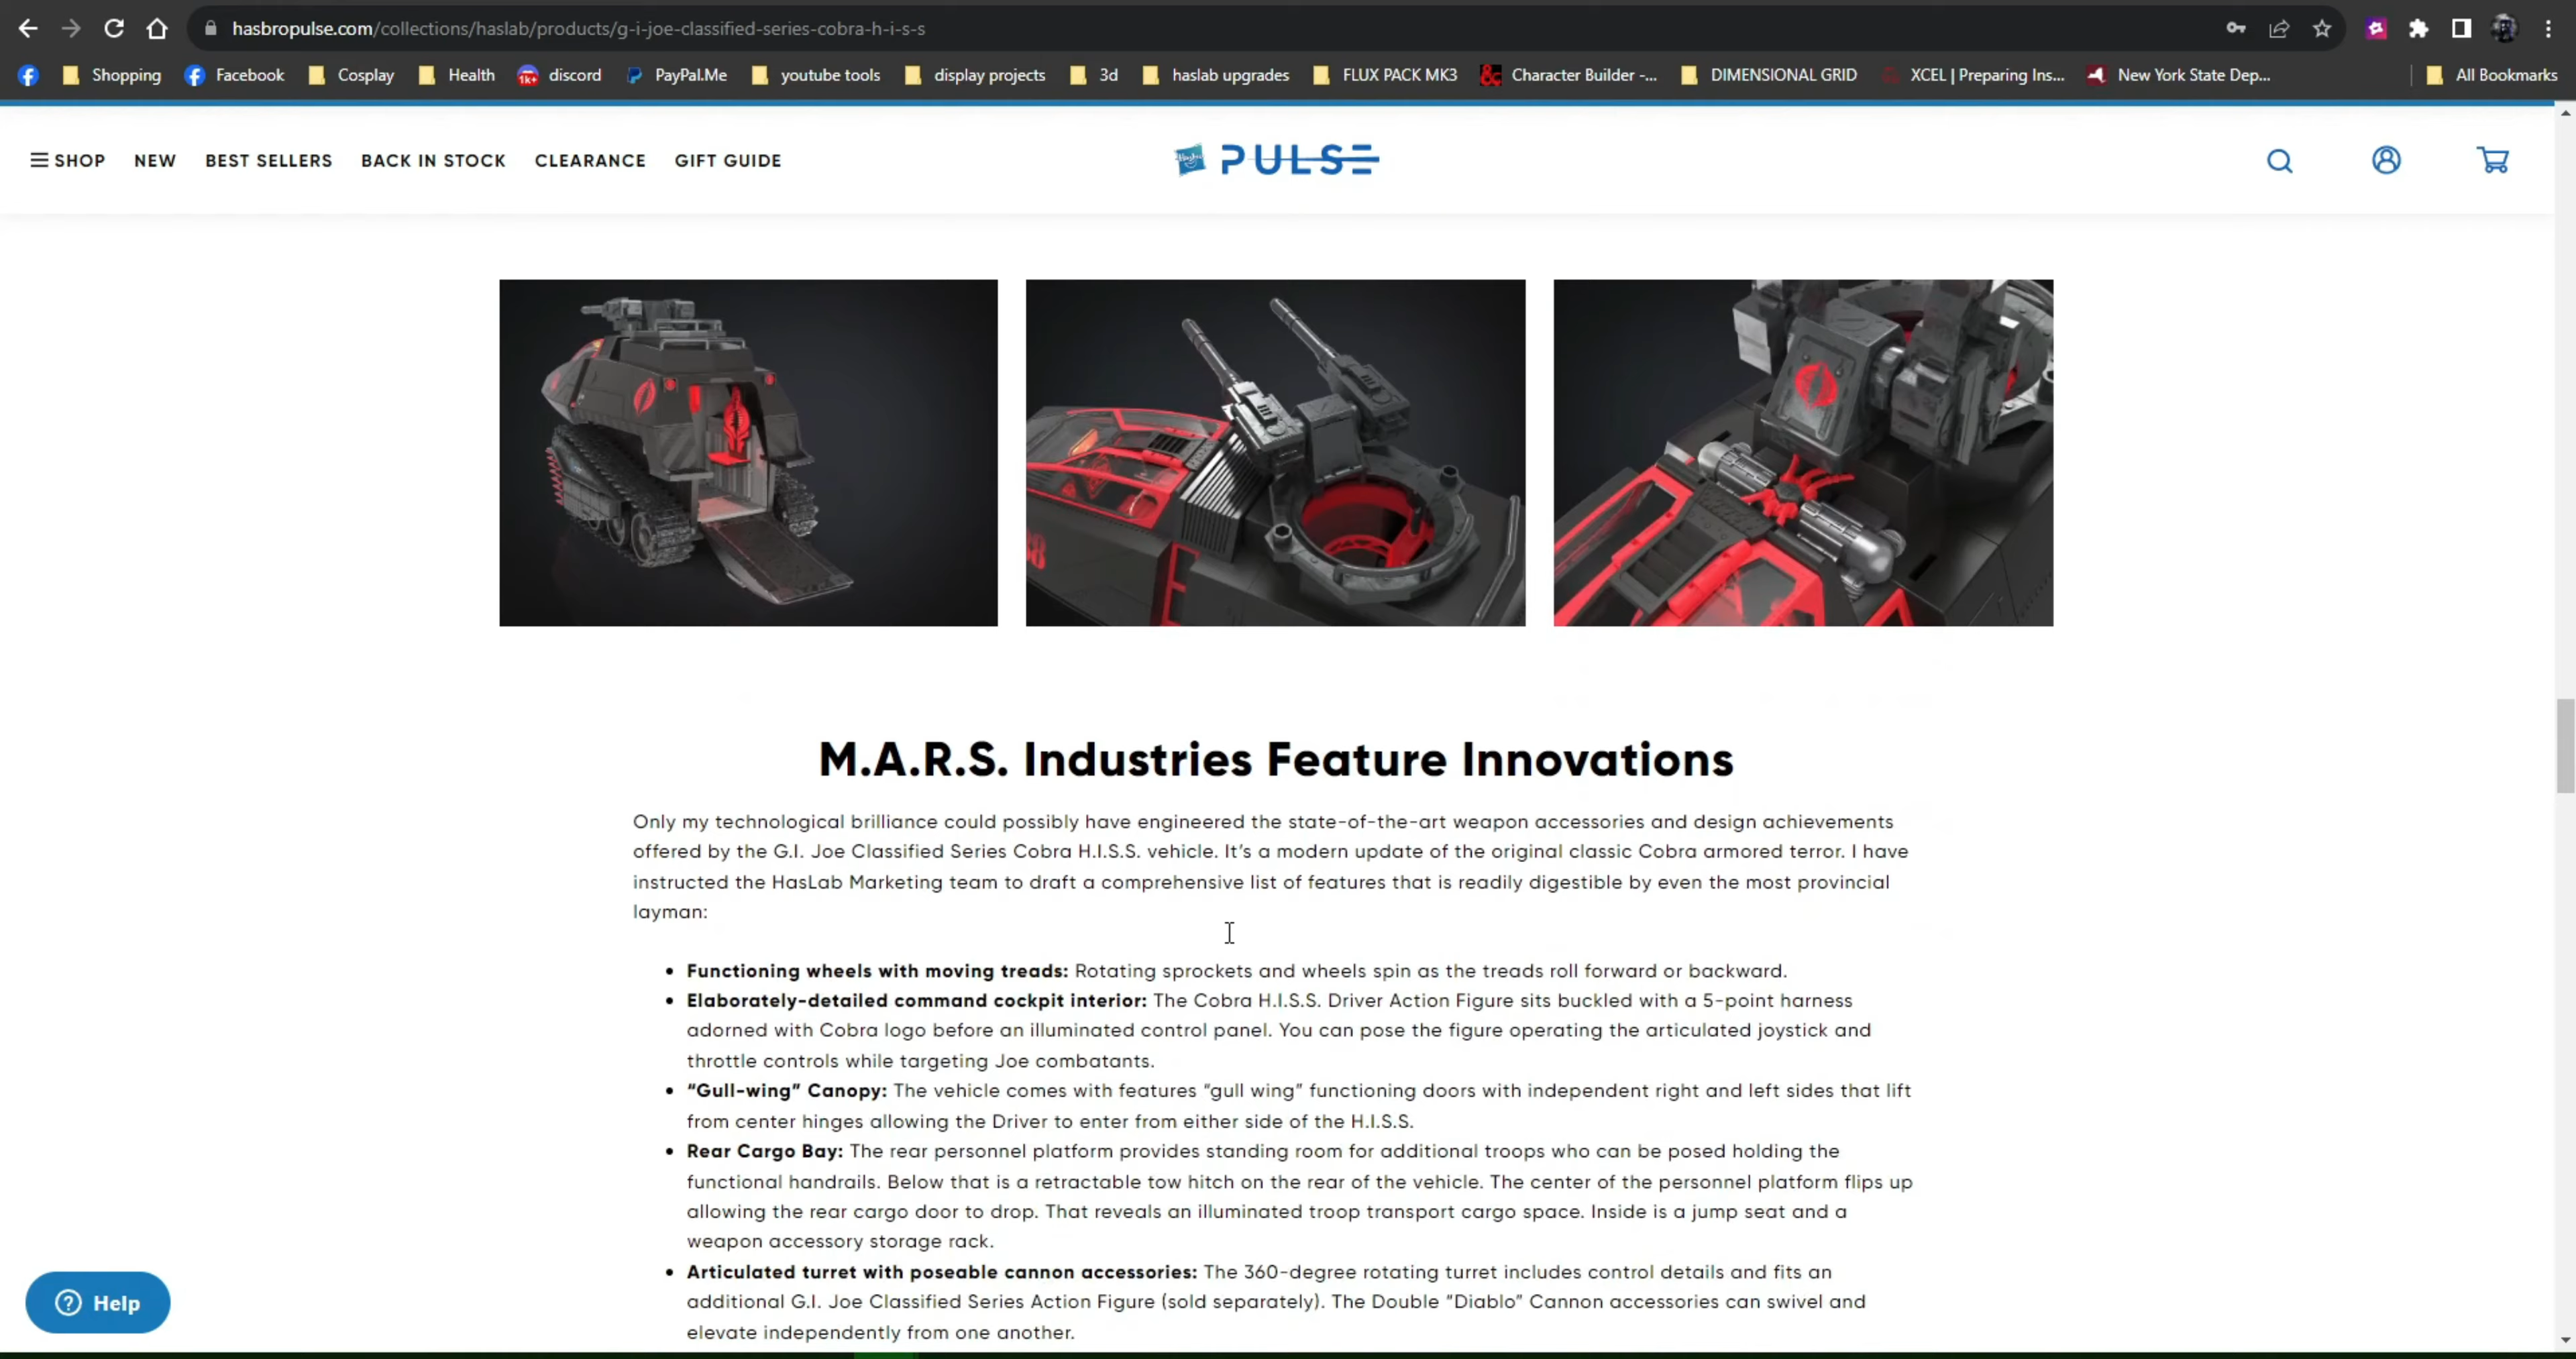 hasbropulse.com/collections/haslab/products/g-i-joe-classified-series-cobra-h-i-s-s
Shopping Facebook Cosplay Health discord PayPal.Me youtube tools display projects 3d haslab upgrades FLUX PACK MK3 Character Builder -... DIMENSIONAL GRID XCEL | Preparing Ins... New York State Dep... All Bookmarks
SHOP NEW BEST SELLERS BACK IN STOCK CLEARANCE GIFT GUIDE Hasbro PULSE
M.A.R.S. Industries Feature Innovations
Only my technological brilliance could possibly have engineered the state-of-the-art weapon accessories and design achievements
offered by the G.I. Joe Classified Series Cobra H.I.S.S. vehicle. It's a modern update of the original classic Cobra armored terror. I have
instructed the HasLab Marketing team to draft a comprehensive list of features that is readily digestible by even the most provincial
layman:
• Functioning wheels with moving treads: Rotating sprockets and wheels spin as the treads roll forward or backward.
• Elaborately-detailed command cockpit interior: The Cobra H.I.S.S. Driver Action Figure sits buckled with a 5-point harness
adorned with Cobra logo before an illuminated control panel. You can pose the figure operating the articulated joystick and
throttle controls while targeting Joe combatants.
• “Gull-wing” Canopy: The vehicle comes with features “gull wing” functioning doors with independent right and left sides that lift
from center hinges allowing the Driver to enter from either side of the H.I.S.S.
• Rear Cargo Bay: The rear personnel platform provides standing room for additional troops who can be posed holding the
functional handrails. Below that is a retractable tow hitch on the rear of the vehicle. The center of the personnel platform flips up
allowing the rear cargo door to drop. That reveals an illuminated troop transport cargo space. Inside is a jump seat and a
weapon accessory storage rack.
• Articulated turret with poseable cannon accessories: The 360-degree rotating turret includes control details and fits an
additional G.I. Joe Classified Series Action Figure (sold separately). The Double “Diablo” Cannon accessories can swivel and
elevate independently from one another.
Help